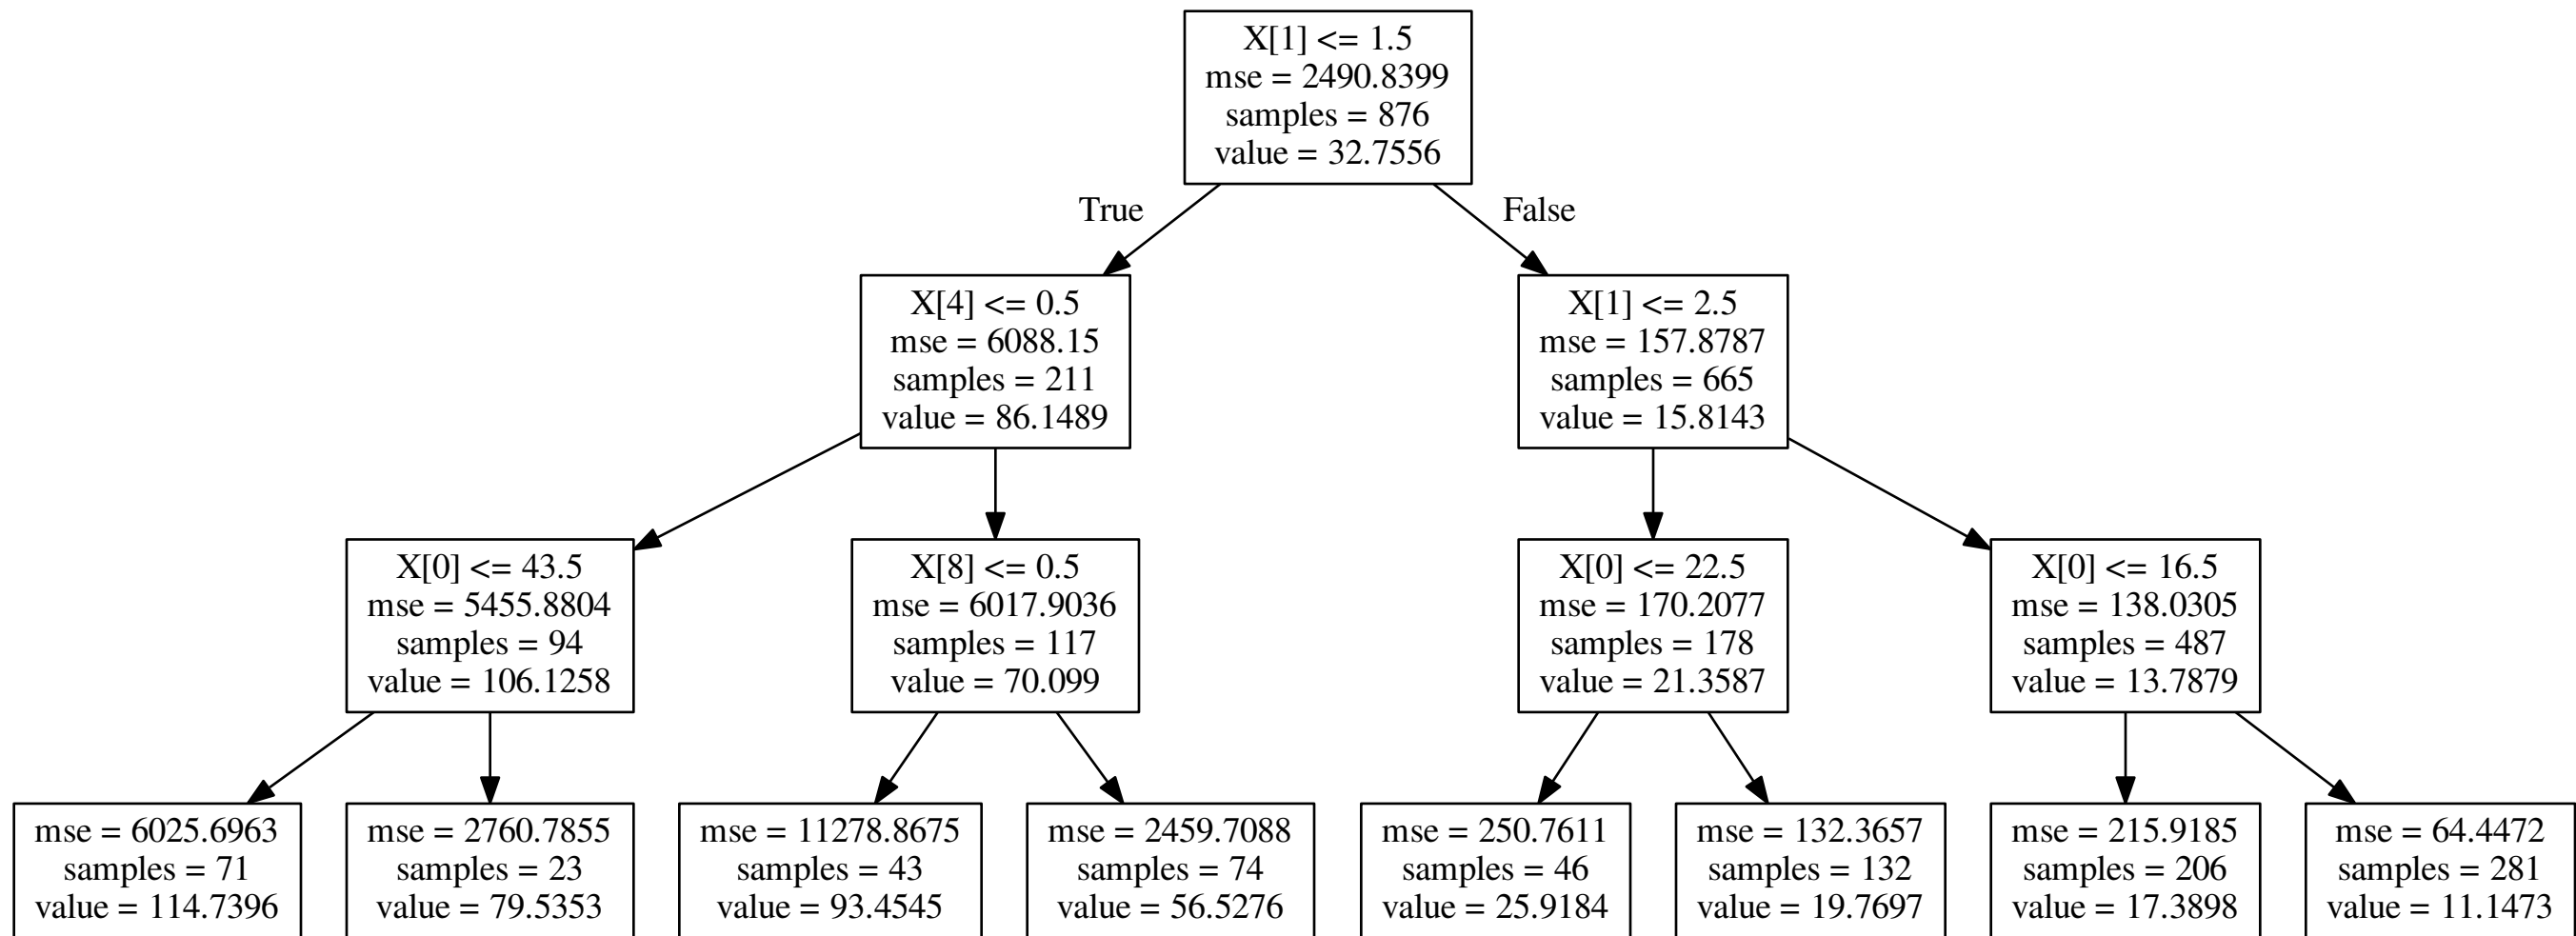 X[1] <= 1.5
mse = 2490.8399
samples = 876
value = 32.7556
True
False
X[4] <= 0.5
mse = 6088.15
samples = 211
value = 86.1489
X[1] <= 2.5
mse = 157.8787
samples = 665
value = 15.8143
X[0] <= 43.5
mse = 5455.8804
samples = 94
value = 106.1258
X[8] <= 0.5
mse = 6017.9036
samples = 117
value = 70.099
X[0] <= 22.5
mse = 170.2077
samples = 178
value = 21.3587
X[0] <= 16.5
mse = 138.0305
samples = 487
value = 13.7879
mse = 6025.6963
samples = 71
value = 114.7396
mse = 2760.7855
samples = 23
value = 79.5353
mse = 11278.8675
samples = 43
value = 93.4545
mse = 2459.7088
samples = 74
value = 56.5276
mse = 250.7611
samples = 46
value = 25.9184
mse = 132.3657
samples = 132
value = 19.7697
mse = 215.9185
samples = 206
value = 17.3898
mse = 64.4472
samples = 281
value = 11.1473